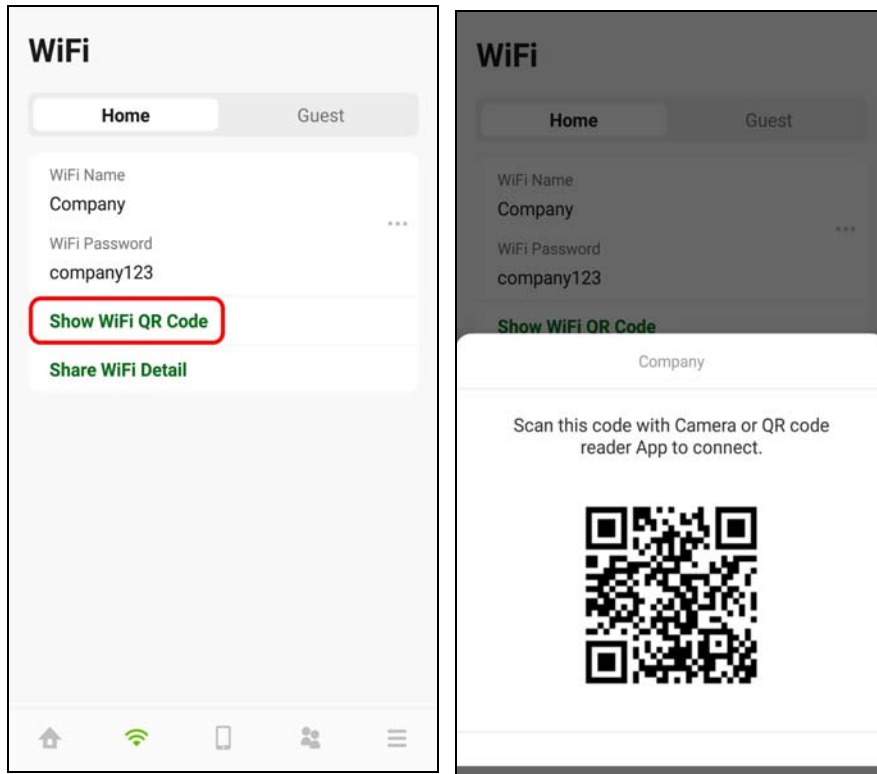 WiFi
Home
Guest
WiFi Name
Company
WiFi Password
company123
Show WiFi QR Code
Share WiFi Detail
WiFi
Home
Guest
WiFi Name
Company
WiFi Password
company123
Show WiFi QR Code
Company
Scan this code with Camera or QR code
reader App to connect.